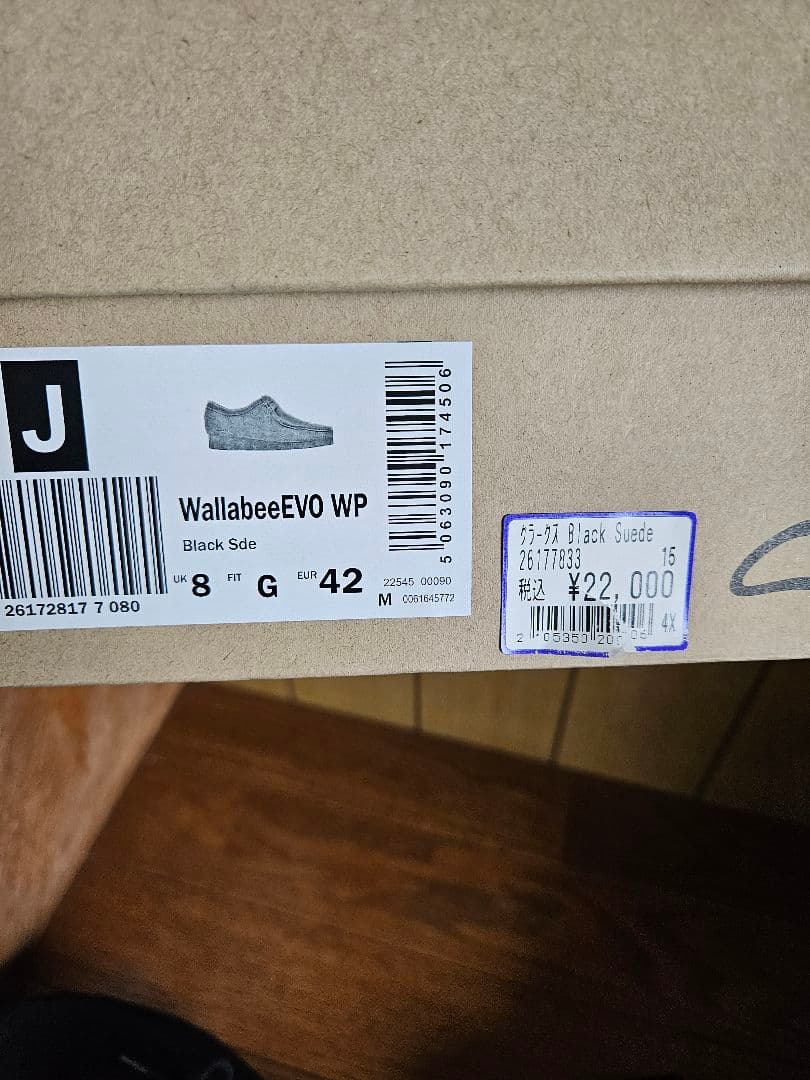 J
WallabeeEVO WP
Black Sde
UK 8 FIT G EUR 42
26172817 7 080
5 063090 174506
22545 00090
M 0061645772
クラークス Black Suede
26177833 15
税込 ¥22,000
4X